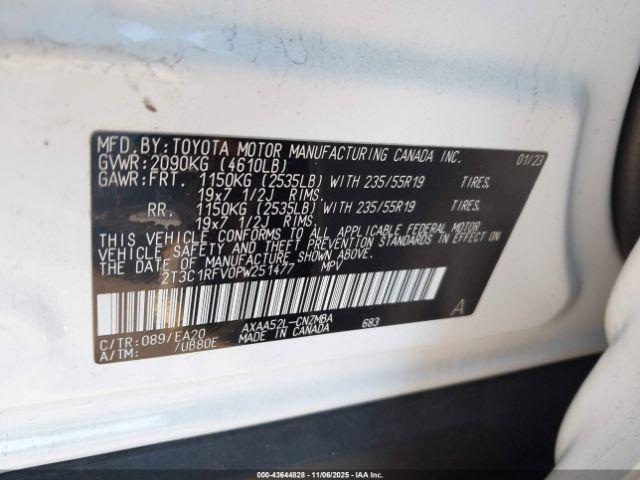 MFD.BY:TOYOTA MOTOR MANUFACTURING CANADA INC. 01/23
GVWR:2090KG (4610LB)
GAWR:FRT. 1150KG (2535LB) WITH 235/55R19 TIRES,
19x7 1/2J RIMS.
RR. 1150KG (2535LB) WITH 235/55R19 TIRES,
19x7 1/2J RIMS.
THIS VEHICLE CONFORMS TO ALL APPLICABLE FEDERAL MOTOR
VEHICLE SAFETY AND THEFT PREVENTION STANDARDS IN EFFECT
ON THE DATE OF MANUFACTURE SHOWN ABOVE.
2T3C1RFV0PW251477 MPV
A
C/TR:089/EA20 AXAA52L-CNZMBA 683
A/TM: /UB80E MADE IN CANADA
000-43644828 - 11/06/2025 - IAAI.COM